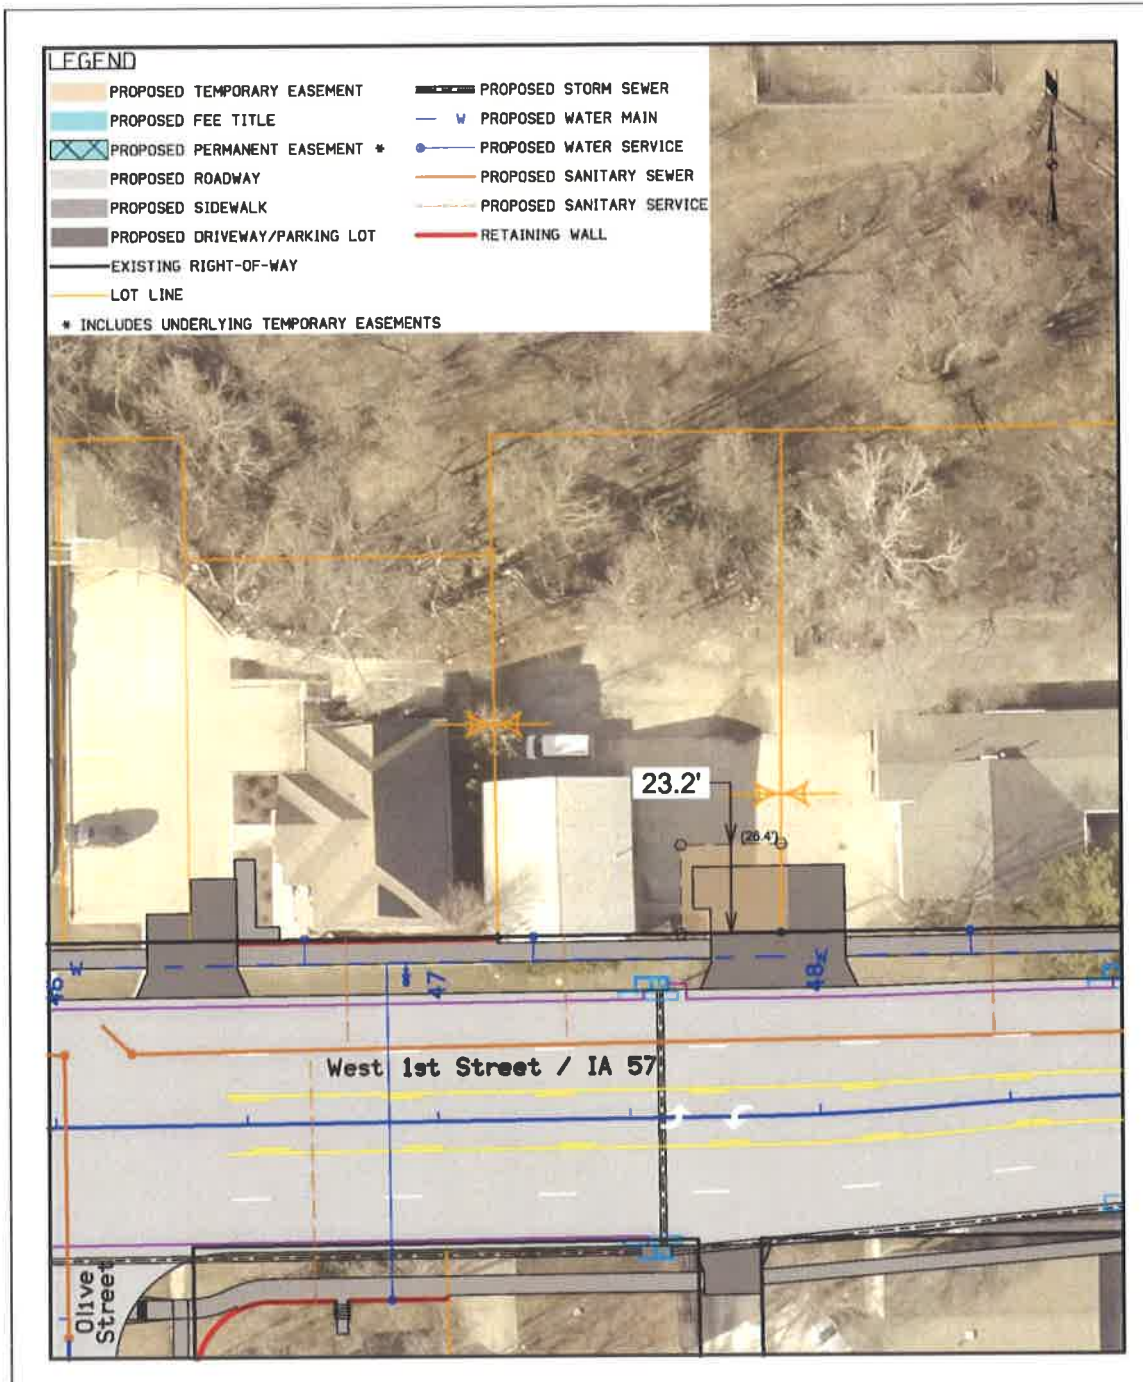 LEGEND
PROPOSED TEMPORARY EASEMENT
PROPOSED FEE TITLE
PROPOSED PERMANENT EASEMENT *
PROPOSED ROADWAY
PROPOSED SIDEWALK
PROPOSED DRIVEWAY/PARKING LOT
EXISTING RIGHT-OF-WAY
LOT LINE
* INCLUDES UNDERLYING TEMPORARY EASEMENTS
PROPOSED STORM SEWER
W PROPOSED WATER MAIN
PROPOSED WATER SERVICE
PROPOSED SANITARY SEWER
PROPOSED SANITARY SERVICE
RETAINING WALL
23.2'
(26.4')
46
W
47
48
West 1st Street / IA 57
Olive
Street